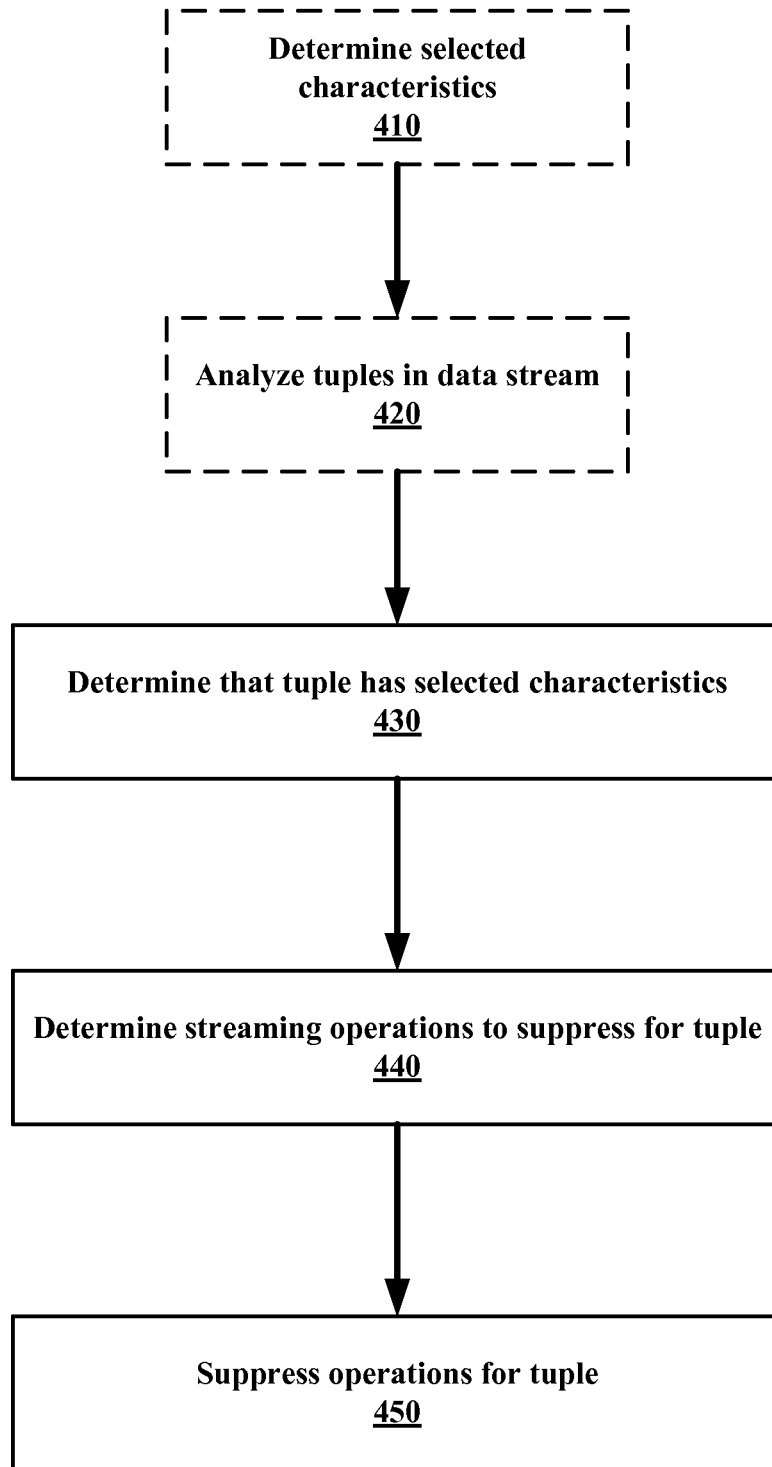 Determine selected
characteristics
410
Analyze tuples in data stream
420
Determine that tuple has selected characteristics
430
Determine streaming operations to suppress for tuple
440
Suppress operations for tuple
450